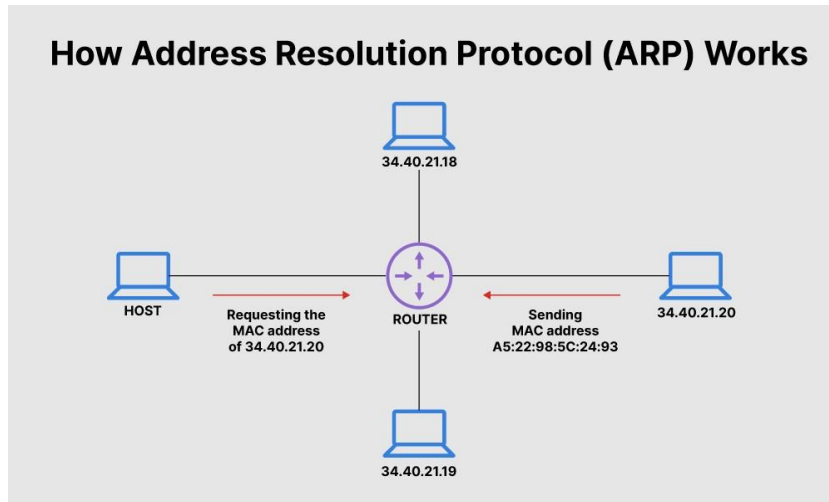 How Address Resolution Protocol (ARP) Works
34.40.21.18
HOST
Requesting the
MAC address
of 34.40.21.20
ROUTER
Sending
MAC address
A5:22:98:5C:24:93
34.40.21.20
34.40.21.19